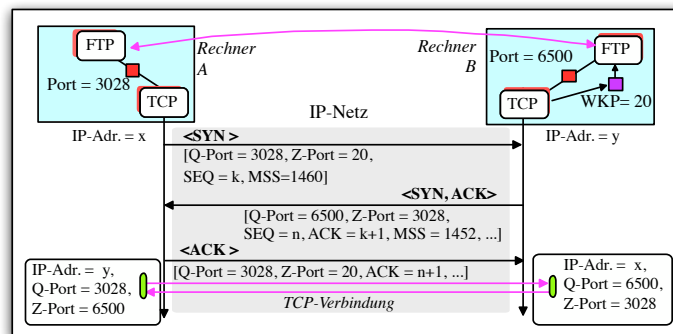 FTP
Rechner
A
Port = 3028
TCP
IP-Adr. = x
IP-Netz
Rechner
B
Port = 6500
FTP
TCP
WKP= 20
IP-Adr. = y
<SYN >
[Q-Port = 3028, Z-Port = 20,
SEQ = k, MSS=1460]
<SYN, ACK>
[Q-Port = 6500, Z-Port = 3028,
SEQ = n, ACK = k+1, MSS = 1452, ...]
<ACK >
[Q-Port = 3028, Z-Port = 20, ACK = n+1, ...]
TCP-Verbindung
IP-Adr. = y,
Q-Port = 3028,
Z-Port = 6500
IP-Adr. = x,
Q-Port = 6500,
Z-Port = 3028